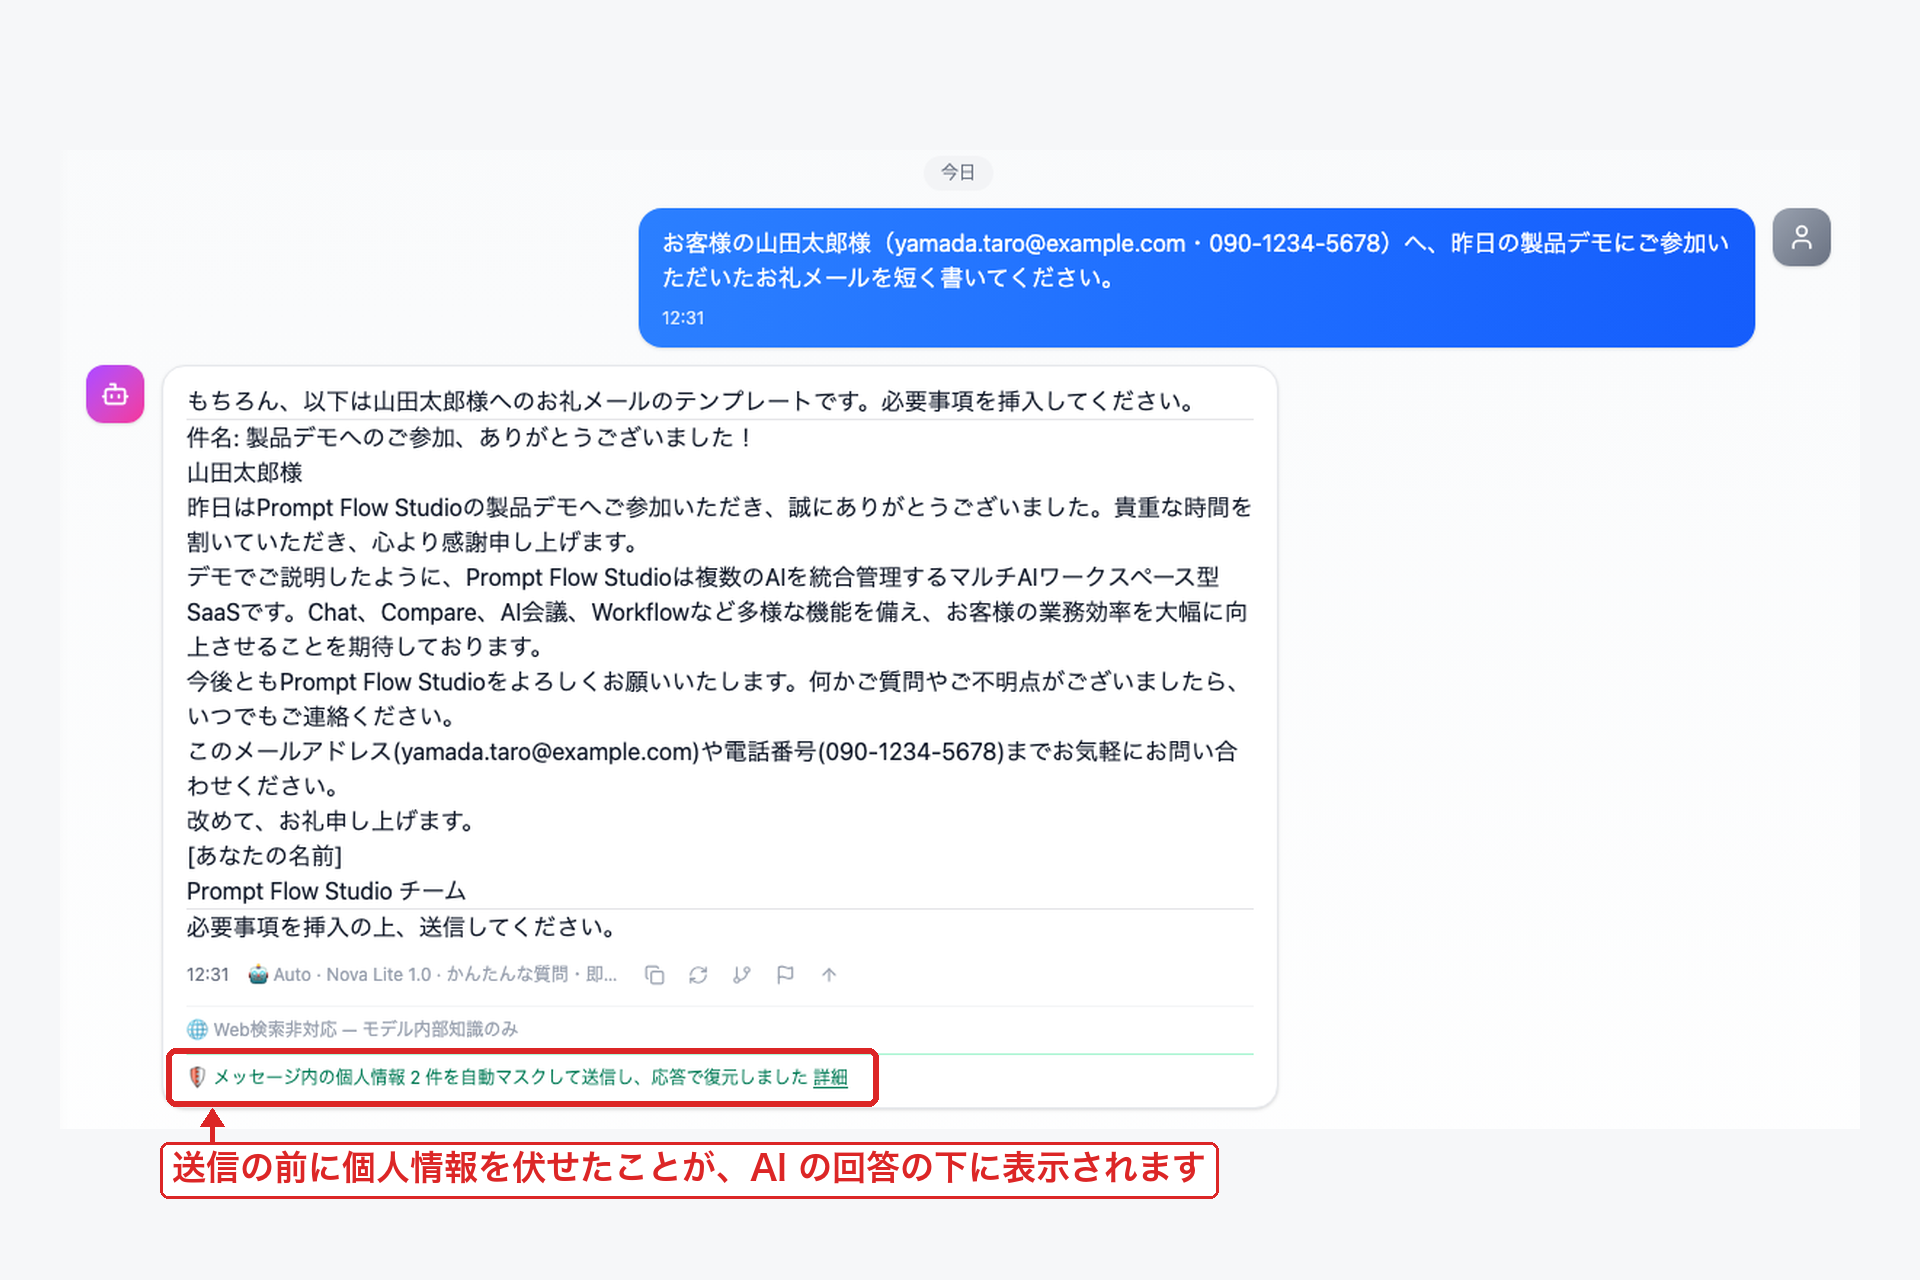 今日
お客様の山田太郎様（yamada.taro@example.com・090-1234-5678）へ、昨日の製品デモにご参加い
ただいたお礼メールを短く書いてください。
12:31
もちろん、以下は山田太郎様へのお礼メールのテンプレートです。必要事項を挿入してください。
件名: 製品デモへのご参加、ありがとうございました！
山田太郎様
昨日はPrompt Flow Studioの製品デモへご参加いただき、誠にありがとうございました。貴重な時間を
割いていただき、心より感謝申し上げます。
デモでご説明したように、Prompt Flow Studioは複数のAIを統合管理するマルチAIワークスペース型
SaaSです。Chat、Compare、AI会議、Workflowなど多様な機能を備え、お客様の業務効率を大幅に向
上させることを期待しております。
今後ともPrompt Flow Studioをよろしくお願いいたします。何かご質問やご不明点がございましたら、
いつでもご連絡ください。
このメールアドレス(yamada.taro@example.com)や電話番号(090-1234-5678)までお気軽にお問い合
わせください。
改めて、お礼申し上げます。
[あなたの名前]
Prompt Flow Studio チーム
必要事項を挿入の上、送信してください。
12:31 Auto · Nova Lite 1.0 · かんたんな質問・即...
Web検索非対応 — モデル内部知識のみ
メッセージ内の個人情報 2 件を自動マスクして送信し、応答で復元しました 詳細
送信の前に個人情報を伏せたことが、AI の回答の下に表示されます